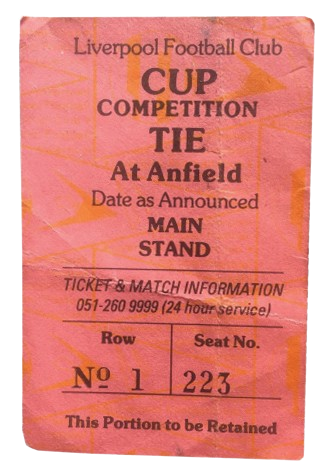 Liverpool Football Club
CUP
COMPETITION
TIE
At Anfield
Date as Announced
MAIN
STAND
TICKET & MATCH INFORMATION
051-260 9999 (24 hour service)
Row Seat No.
Nº 1 223
This Portion to be Retained